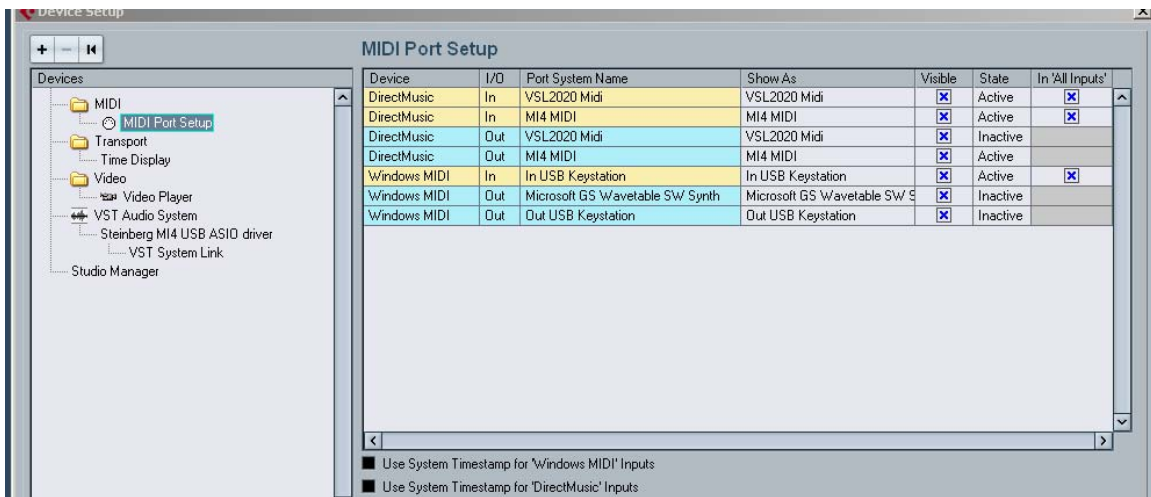 Device Setup
MIDI Port Setup
Devices
MIDI
MIDI Port Setup
Transport
Time Display
Video
Video Player
VST Audio System
Steinberg MI4 USB ASIO driver
VST System Link
Studio Manager
Device I/O Port System Name Show As Visible State In 'All Inputs'
DirectMusic In VSL2020 Midi VSL2020 Midi Active
DirectMusic In MI4 MIDI MI4 MIDI Active
DirectMusic Out VSL2020 Midi VSL2020 Midi Inactive
DirectMusic Out MI4 MIDI MI4 MIDI Active
Windows MIDI In In USB Keystation In USB Keystation Active
Windows MIDI Out Microsoft GS Wavetable SW Synth Microsoft GS Wavetable SW S Inactive
Windows MIDI Out Out USB Keystation Out USB Keystation Inactive
Use System Timestamp for 'Windows MIDI' Inputs
Use System Timestamp for 'DirectMusic' Inputs